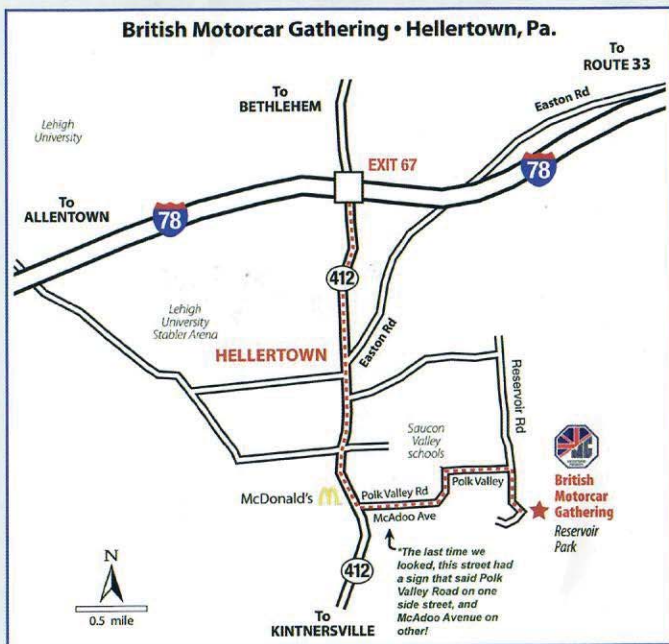 British Motorcar Gathering • Hellertown, Pa.
To
ROUTE 33
To
BETHLEHEM
Easton Rd
Lehigh
University
EXIT 67
78
To
ALLENTOWN
78
412
Lehigh
University
Stabler Arena
HELLERTOWN
Easton Rd
Reservoir Rd
Saucon
Valley
schools
McDonald's
Polk Valley Rd
Polk Valley
McAdoo Ave
British
Motorcar
Gathering
Reservoir
Park
*The last time we
looked, this street had
a sign that said Polk
Valley Road on one
side street, and
McAdoo Avenue on
other!
N
0.5 mile
412
To
KINTNERSVILLE